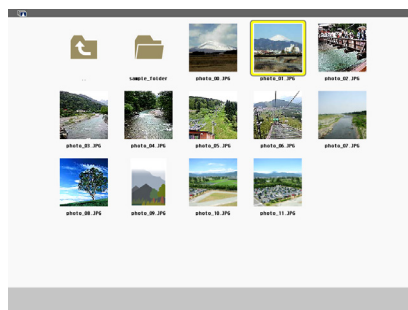 ..
sample_folder
photo_00.JPG
photo_01.JPG
photo_02.JPG
photo_03.JPG
photo_04.JPG
photo_05.JPG
photo_06.JPG
photo_07.JPG
photo_08.JPG
photo_09.JPG
photo_10.JPG
photo_11.JPG